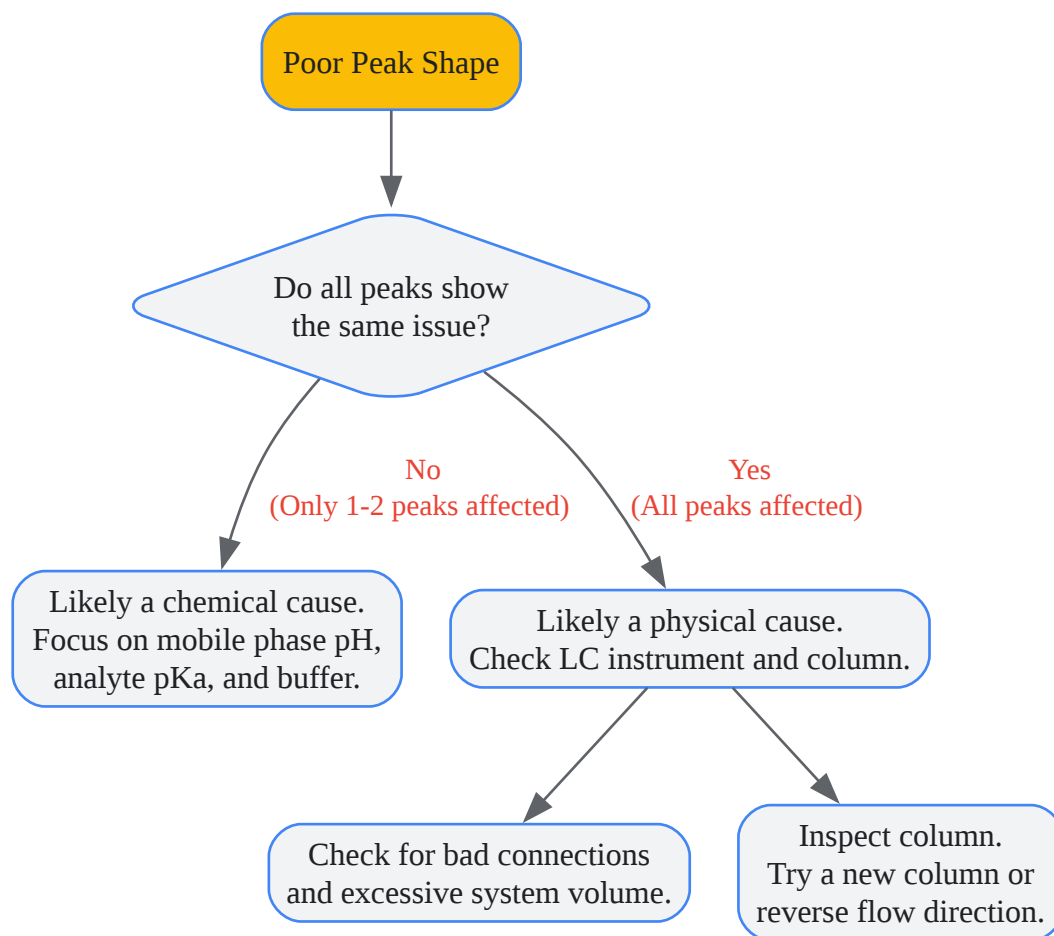 Poor Peak Shape
Do all peaks show
the same issue?
No
(Only 1-2 peaks affected)
Yes
(All peaks affected)
Likely a chemical cause.
Focus on mobile phase pH,
analyte pKa, and buffer.
Likely a physical cause.
Check LC instrument and column.
Check for bad connections
and excessive system volume.
Inspect column.
Try a new column or
reverse flow direction.